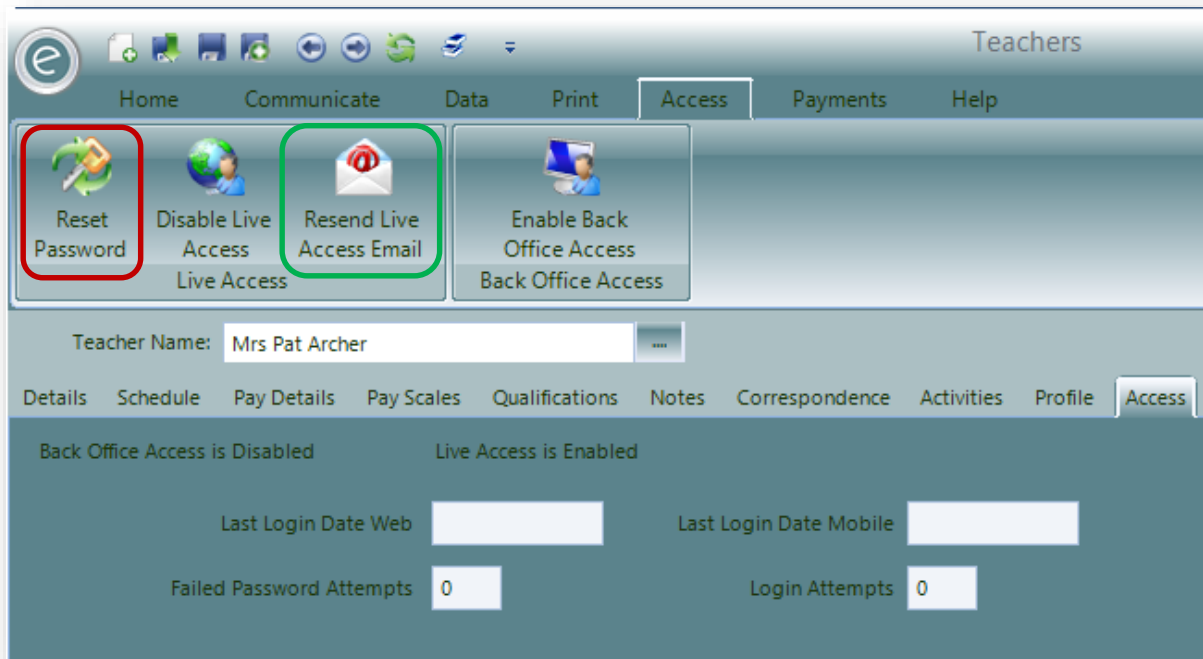 e
Teachers
Home Communicate Data Print Access Payments Help
Reset Disable Live Resend Live Enable Back
Password Access Access Email Office Access
Live Access Back Office Access
Teacher Name: Mrs Pat Archer ....
Details Schedule Pay Details Pay Scales Qualifications Notes Correspondence Activities Profile Access
Back Office Access is Disabled Live Access is Enabled
Last Login Date Web Last Login Date Mobile
Failed Password Attempts 0 Login Attempts 0